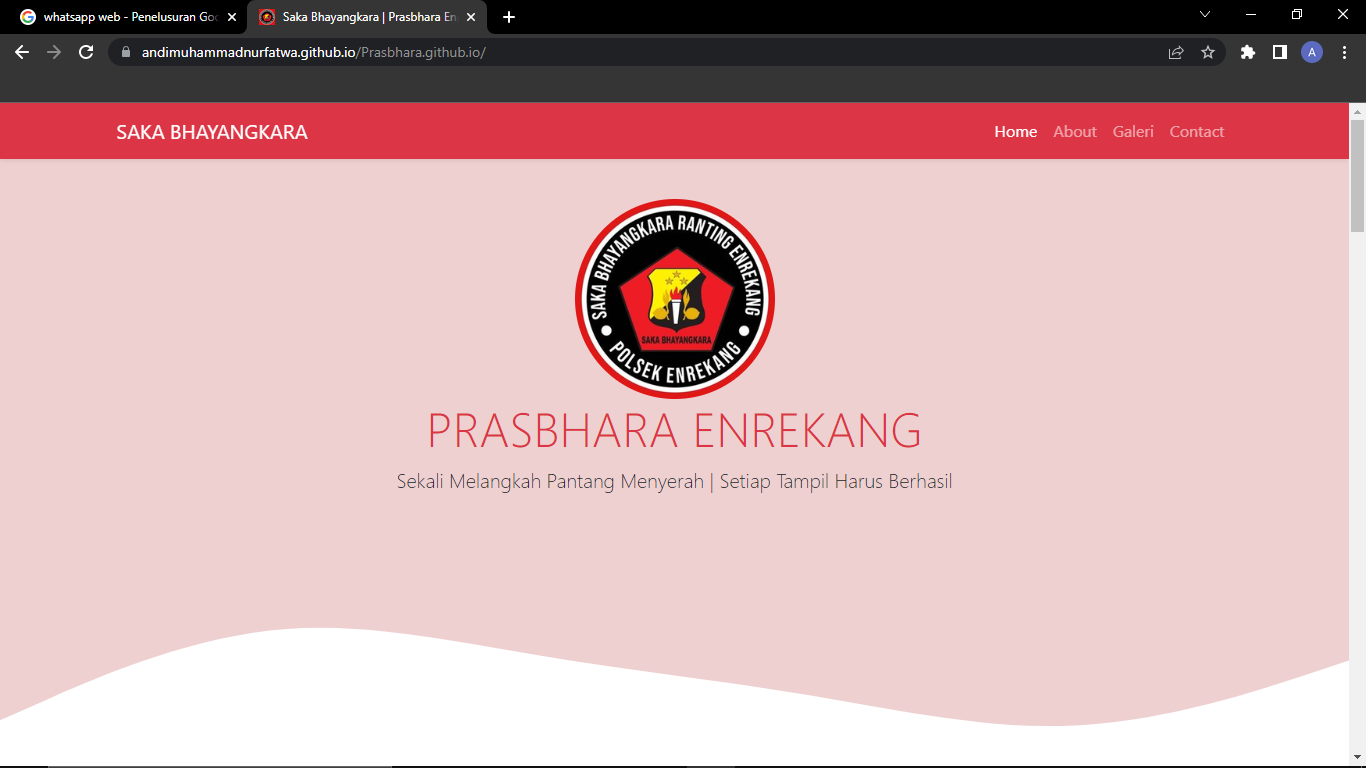 whatsapp web - Penelusuran Goo
Saka Bhayangkara | Prasbhara En
andimuhammadnurfatwa.github.io/Prasbhara.github.io/
A
SAKA BHAYANGKARA
Home About Galeri Contact
SAKA BHAYANGKARA RANTING ENREKANG
SAKA BHAYANGKARA
POLSEK ENREKANG
PRASBHARA ENREKANG
Sekali Melangkah Pantang Menyerah | Setiap Tampil Harus Berhasil